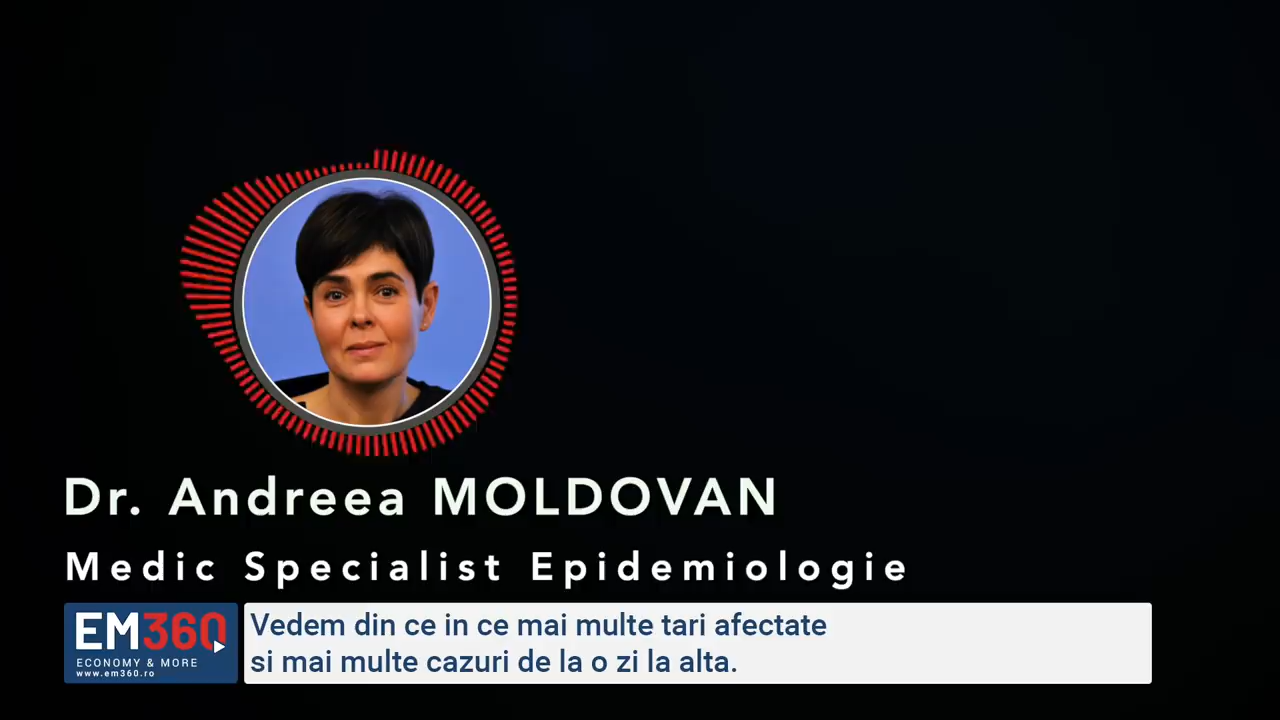 Dr. Andreea MOLDOVAN
Medic Specialist Epidemiologie
EM360
ECONOMY & MORE
www.em360.ro
Vedem din ce in ce mai multe tari afectate
si mai multe cazuri de la o zi la alta.